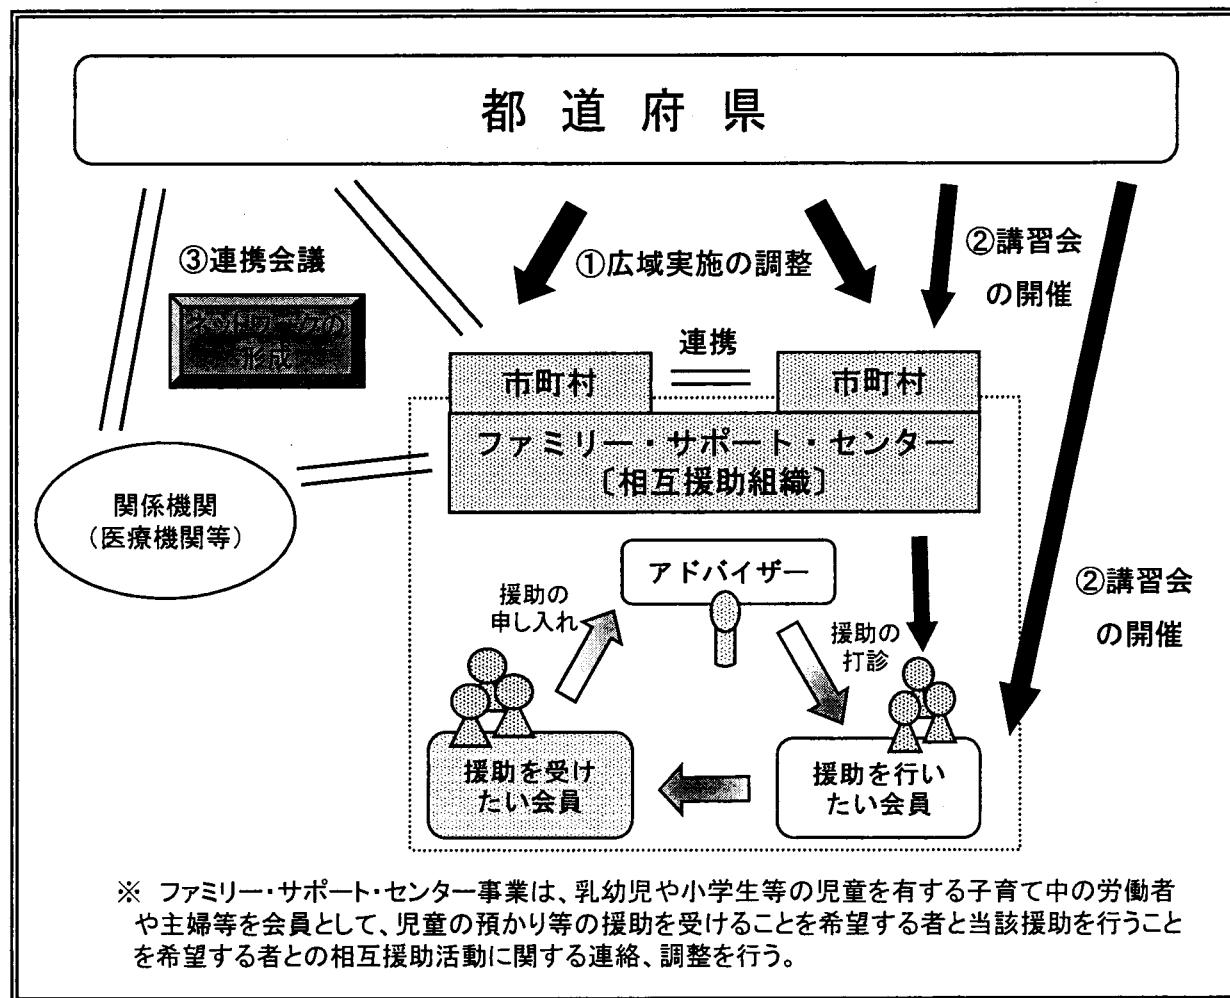 都道府県
③連携会議
ネットワークの
形成
①広域実施の調整
②講習会
の開催
連携
市町村
市町村
ファミリー・サポート・センター
〔相互援助組織〕
関係機関
(医療機関等)
アドバイザー
援助の
申し入れ
援助の
打診
②講習会
の開催
援助を受け
たい会員
援助を行い
たい会員
※ ファミリー・サポート・センター事業は、乳幼児や小学生等の児童を有する子育て中の労働者
や主婦等を会員として、児童の預かり等の援助を受けることを希望する者と当該援助を行うこと
を希望する者との相互援助活動に関する連絡、調整を行う。